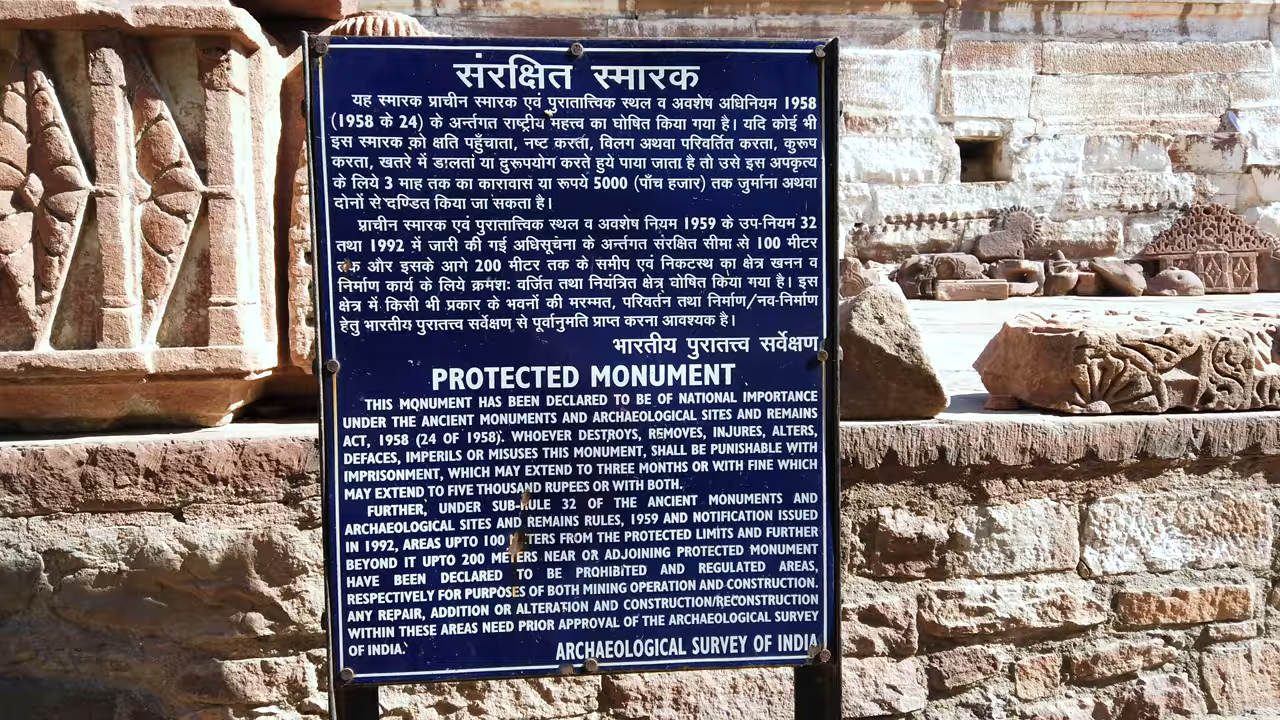 संरक्षित स्मारक
यह स्मारक प्राचीन स्मारक एवं पुरातात्त्विक स्थल व अवशेष अधिनियम 1958
(1958 के 24) के अर्न्तगत राष्ट्रीय महत्त्व का घोषित किया गया है। यदि कोई भी
इस स्मारक को क्षति पहुँचाता, नष्ट करता, विलग अथवा परिवर्तित करता, कुरूप
करता, खतरे में डालता या दुरूपयोग करते हुये पाया जाता है तो उसे इस अपकृत्य
के लिये 3 माह तक का कारावास या रूपये 5000 (पाँच हजार) तक जुर्माना अथवा
दोनों से दण्डित किया जा सकता है।
प्राचीन स्मारक एवं पुरातात्त्विक स्थल व अवशेष नियम 1959 के उप-नियम 32
तथा 1992 में जारी की गई अधिसूचना के अर्न्तगत संरक्षित सीमा से 100 मीटर
तक और इसके आगे 200 मीटर तक के समीप एवं निकटस्थ का क्षेत्र खनन व
निर्माण कार्य के लिये क्रमशः वर्जित तथा नियंत्रित क्षेत्र घोषित किया गया है। इस
क्षेत्र में किसी भी प्रकार के भवनों की मरम्मत, परिवर्तन तथा निर्माण/नव-निर्माण
हेतु भारतीय पुरातत्त्व सर्वेक्षण से पूर्वानुमति प्राप्त करना आवश्यक है।
भारतीय पुरातत्त्व सर्वेक्षण
PROTECTED MONUMENT
THIS MONUMENT HAS BEEN DECLARED TO BE OF NATIONAL IMPORTANCE
UNDER THE ANCIENT MONUMENTS AND ARCHAEOLOGICAL SITES AND REMAINS
ACT, 1958 (24 OF 1958). WHOEVER DESTROYS, REMOVES, INJURES, ALTERS,
DEFACES, IMPERILS OR MISUSES THIS MONUMENT, SHALL BE PUNISHABLE WITH
IMPRISONMENT, WHICH MAY EXTEND TO THREE MONTHS OR WITH FINE WHICH
MAY EXTEND TO FIVE THOUSAND RUPEES OR WITH BOTH.
FURTHER, UNDER SUB-RULE 32 OF THE ANCIENT MONUMENTS AND
ARCHAEOLOGICAL SITES AND REMAINS RULES, 1959 AND NOTIFICATION ISSUED
IN 1992, AREAS UPTO 100 METERS FROM THE PROTECTED LIMITS AND FURTHER
BEYOND IT UPTO 200 METERS NEAR OR ADJOINING PROTECTED MONUMENT
HAVE BEEN DECLARED TO BE PROHIBITED AND REGULATED AREAS,
RESPECTIVELY FOR PURPOSES OF BOTH MINING OPERATION AND CONSTRUCTION.
ANY REPAIR, ADDITION OR ALTERATION AND CONSTRUCTION/RECONSTRUCTION
WITHIN THESE AREAS NEED PRIOR APPROVAL OF THE ARCHAEOLOGICAL SURVEY
OF INDIA.
ARCHAEOLOGICAL SURVEY OF INDIA